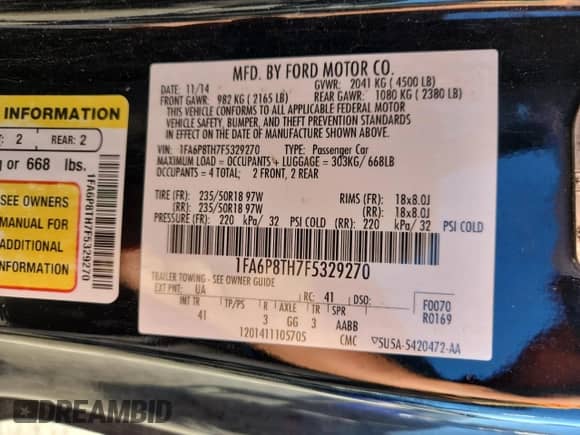 MFD. BY FORD MOTOR CO.
DATE: 11/14 GVWR: 2041 KG ( 4500 LB)
FRONT GAWR: 982 KG ( 2165 LB) REAR GAWR: 1080 KG ( 2380 LB)
THIS VEHICLE CONFORMS TO ALL APPLICABLE FEDERAL MOTOR
VEHICLE SAFETY, BUMPER, AND THEFT PREVENTION STANDARDS
IN EFFECT ON THE DATE OF MANUFACTURE SHOWN ABOVE.
VIN: 1FA6P8TH7F5329270 TYPE: Passenger Car
MAXIMUM LOAD = OCCUPANTS + LUGGAGE = 303KG/668LB
OCCUPANTS = 4 TOTAL; 2 FRONT, 2 REAR
TIRE (FR): 235/50R18 97W RIMS (FR): 18x8.0J
(RR): 235/50R18 97W (RR): 18x8.0J
PRESSURE (FR): 220 kPa/ 32 PSI COLD (RR): 220 kPa/ 32 PSI COLD
1FA6P8TH7F5329270
TRAILER TOWING - SEE OWNER GUIDE
EXT PNT: UA RC: 41 DSO:
INT TR TP/PS R AXLE TR SPR
41 3 GG 3 AABB
F0070
R0169
1201411105705 CMC 5U5A-5420472-AA
INFORMATION
T: 2 REAR: 2
g or 668 lbs.
SEE OWNERS
MANUAL FOR
ADDITIONAL
INFORMATION
1FA6P8TH7F5329270
DREAMBID